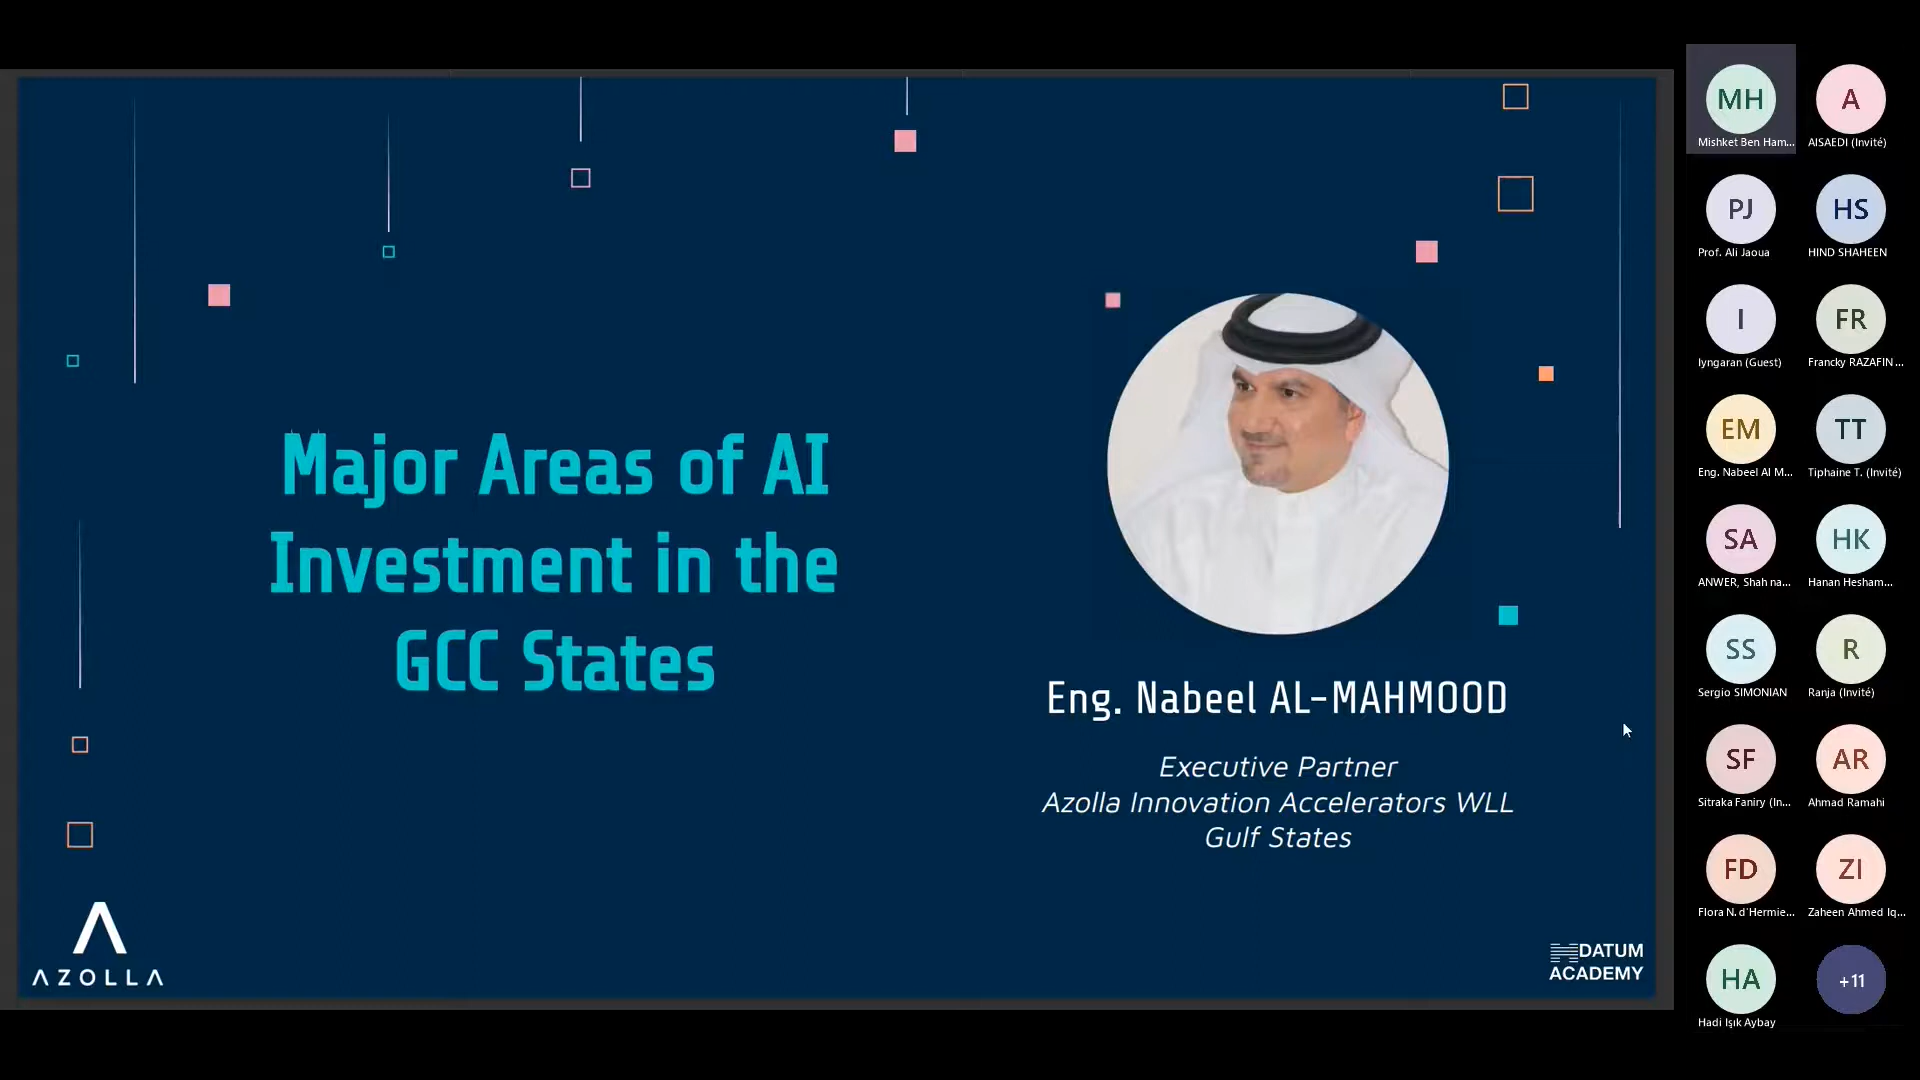 Major Areas of AI
Investment in the
GCC States
Eng. Nabeel AL-MAHMOOD
Executive Partner
Azolla Innovation Accelerators WLL
Gulf States
AZOLLA
DATUM
ACADEMY
MH
Mishket Ben Ham...
A
AISAEDI (Invité)
PJ
Prof. Ali Jaoua
HS
HIND SHAHEEN
I
Iyngaran (Guest)
FR
Francky RAZAFIN...
EM
Eng. Nabeel Al M...
TT
Tiphaine T. (Invité)
SA
ANWER, Shah na...
HK
Hanan Hesham...
SS
Sergio SIMONIAN
R
Ranja (Invité)
SF
Sitraka Faniry (In...
AR
Ahmad Ramahi
FD
Flora N. d'Hermie...
ZI
Zaheen Ahmed Iq...
HA
Hadi Işık Aybay
+11